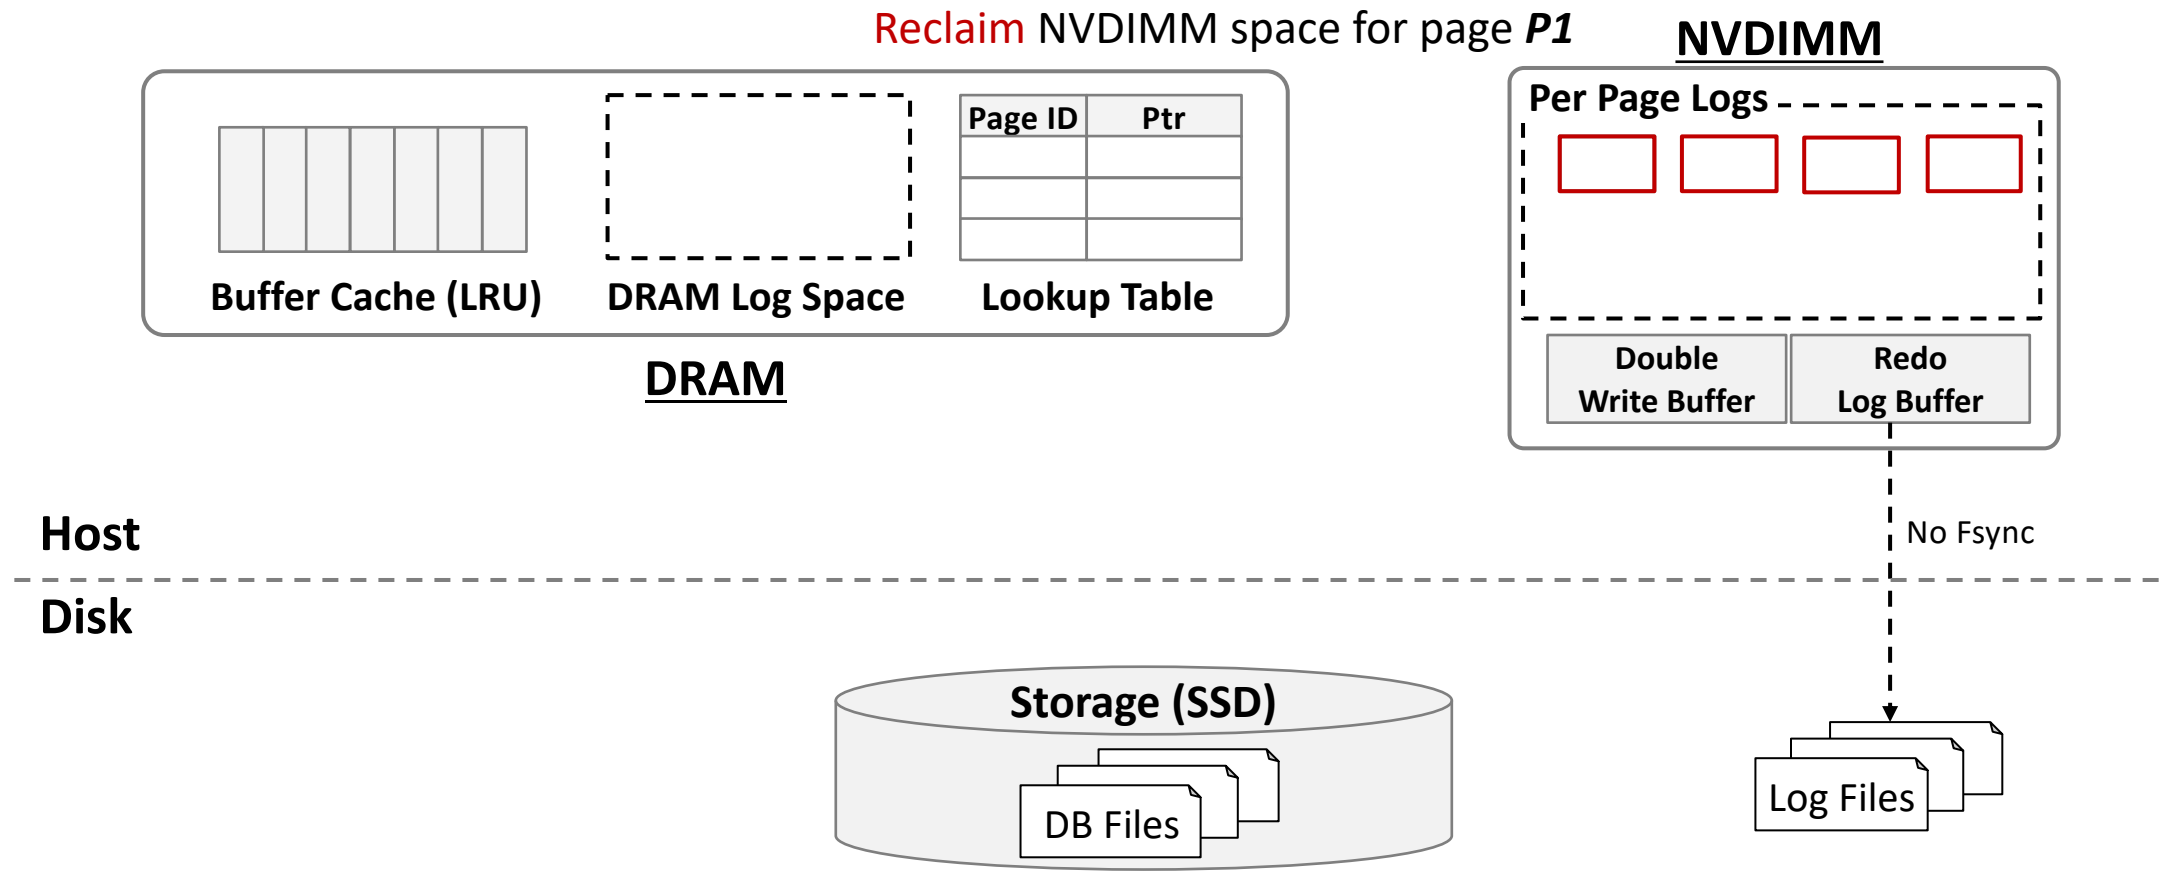 Reclaim NVDIMM space for page P1
NVDIMM
Per Page Logs
Page ID
Ptr
Buffer Cache (LRU)
DRAM Log Space
Lookup Table
Double
Write Buffer
Redo
Log Buffer
DRAM
Host
No Fsync
Disk
Storage (SSD)
DB Files
Log Files